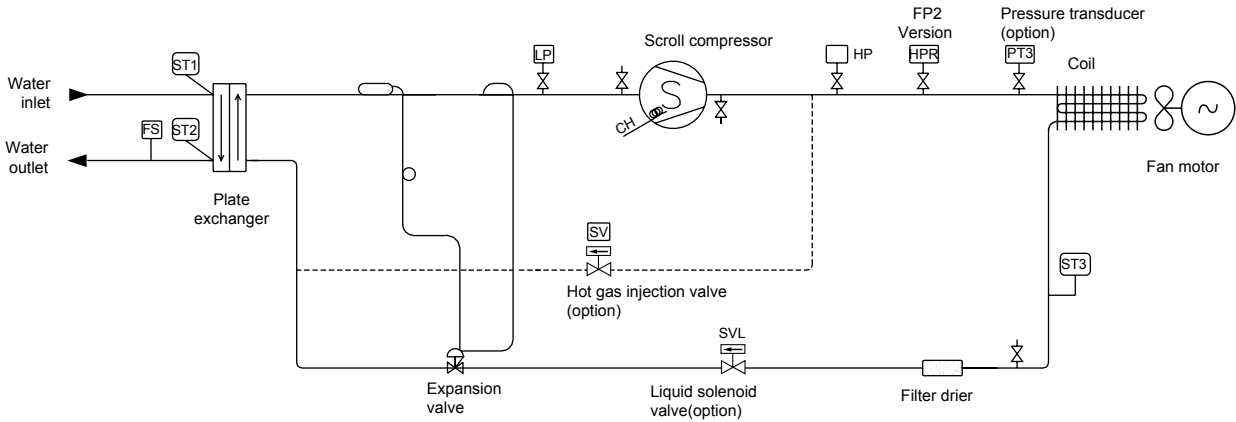 FP2
Version
Pressure transducer
(option)
Scroll compressor
LP
HP
HPR
PT3
Coil
ST1
Water
inlet
S
CH
~
FS
ST2
Water
outlet
Fan motor
Plate
exchanger
SV
ST3
Hot gas injection valve
(option)
SVL
Expansion
valve
Liquid solenoid
valve(option)
Filter drier